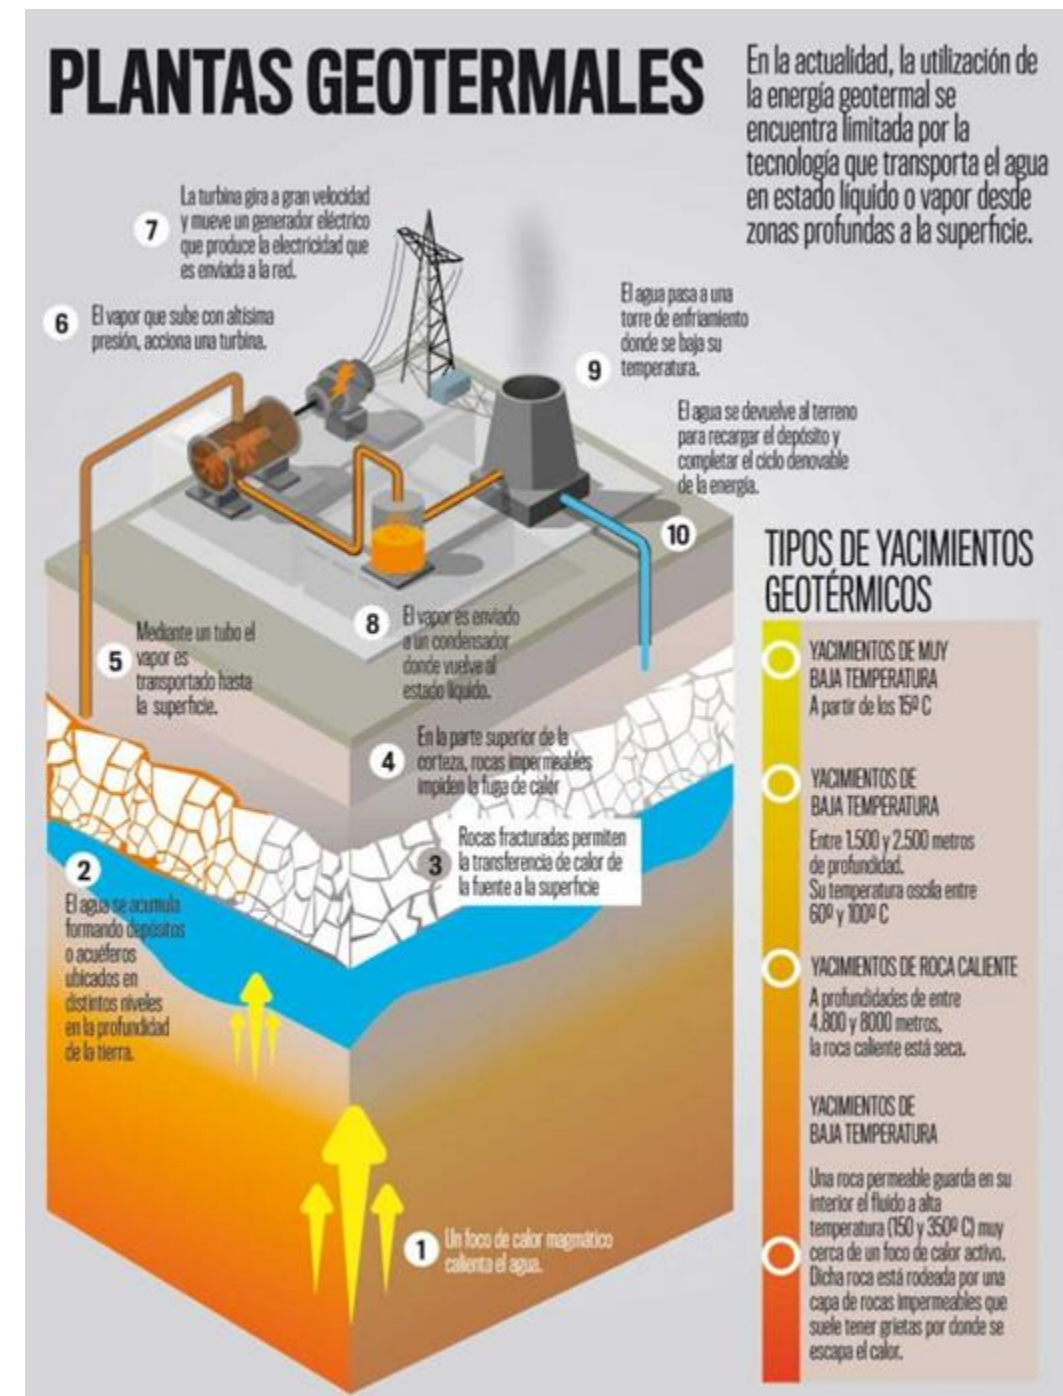 PLANTAS GEOTERMALES
En la actualidad, la utilización de
la energía geotermal se
encuentra limitada por la
tecnología que transporta el agua
en estado líquido o vapor desde
zonas profundas a la superficie.
7
La turbina gira a gran velocidad
y mueve un generador eléctrico
que produce la electricidad que
es enviada a la red.
6
El vapor que sube con altísima
presión, acciona una turbina.
El agua pasa a una
torre de enfriamiento
donde se baja su
9 temperatura.
El agua se devuelve al terreno
para recargar el depósito y
completar el ciclo denovable
de la energía.
10
8
El vapor es enviado
a un condensador
donde vuelve al
estado líquido.
Mediante un tubo el
5 vapor es
transportado hasta
la superficie.
En la parte superior de la
4 corteza, rocas impermeables
impiden la fuga de calor
Rocas fracturadas permiten
3 la transferencia de calor de
la fuente a la superficie
2
El agua se acumula
formando depósitos
o acuéferos
ubicados en
distintos niveles
en la profundidad
de la tierra.
1 Un foco de calor magmático
calienta el agua.
TIPOS DE YACIMIENTOS
GEOTÉRMICOS
YACIMIENTOS DE MUY
BAJA TEMPERATURA
A partir de los 15º C
YACIMIENTOS DE
BAJA TEMPERATURA
Entre 1.500 y 2.500 metros
de profundidad.
Su temperatura oscila entre
60º y 100º C
YACIMIENTOS DE ROCA CALIENTE
A profundidades de entre
4.800 y 8000 metros,
la roca caliente está seca.
YACIMIENTOS DE
BAJA TEMPERATURA
Una roca permeable guarda en su
interior el fluido a alta
temperatura (150 y 350º C) muy
cerca de un foco de calor activo.
Dicha roca está rodeada por una
capa de rocas impermeables que
suele tener grietas por donde se
escapa el calor.